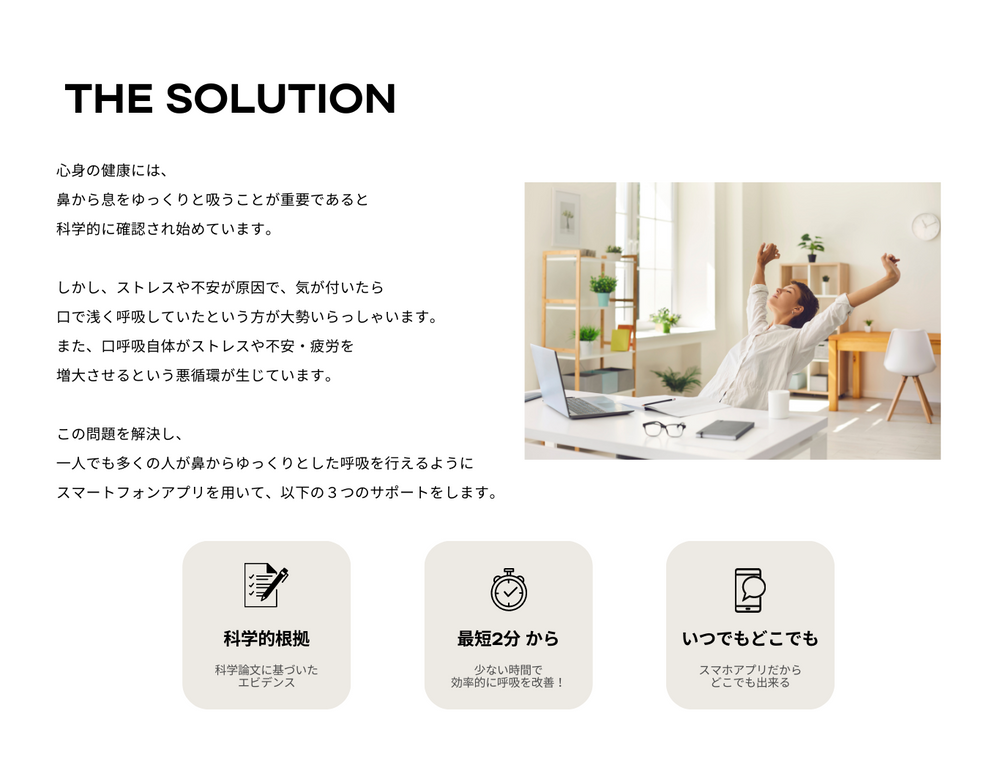 THE SOLUTION
心身の健康には、
鼻から息をゆっくりと吸うことが重要であると
科学的に確認され始めています。
しかし、ストレスや不安が原因で、気が付いたら
口で浅く呼吸していたという方が大勢いらっしゃいます。
また、口呼吸自体がストレスや不安・疲労を
増大させるという悪循環が生じています。
この問題を解決し、
一人でも多くの人が鼻からゆっくりとした呼吸を行えるように
スマートフォンアプリを用いて、以下の３つのサポートをします。
科学的根拠
科学論文に基づいた
エビデンス
最短2分 から
少ない時間で
効率的に呼吸を改善！
いつでもどこでも
スマホアプリだから
どこでも出来る